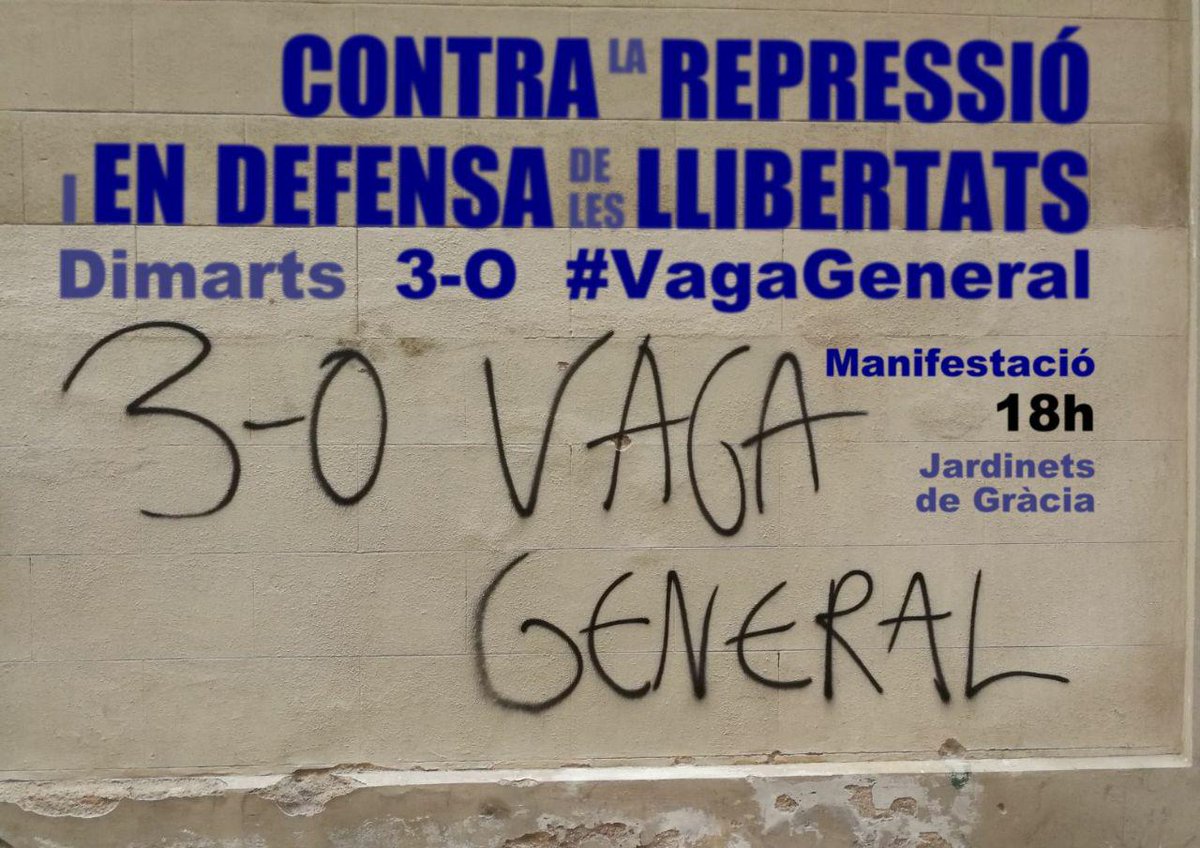 CONTRA LA REPRESSIÓ
I EN DEFENSA DE LES LLIBERTATS
Dimarts 3-O #VagaGeneral
Manifestació
18h
Jardinets
de Gràcia
3-O VAGA
GENERAL